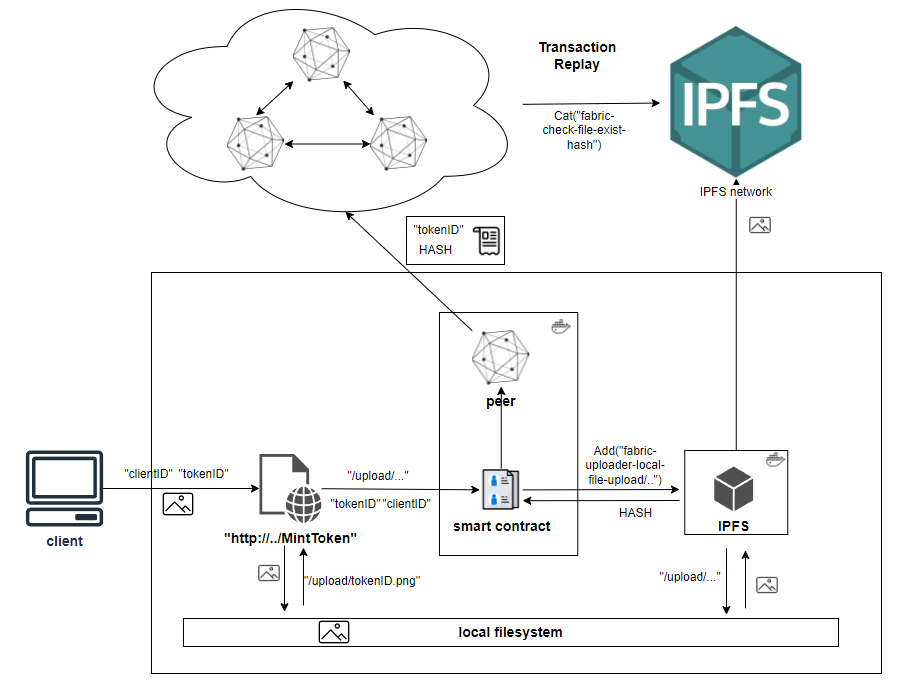 Transaction
Replay
IPFS
Cat("fabric-
check-file-exist-
hash")
IPFS network
"tokenID"
HASH
peer
"clientID" "tokenID"
"/upload/..."
"tokenID" "clientID"
Add("fabric-
uploader-local-
file-upload/..")
HASH
client
"http://../MintToken"
smart contract
IPFS
"/upload/tokenID.png"
"/upload/..."
local filesystem